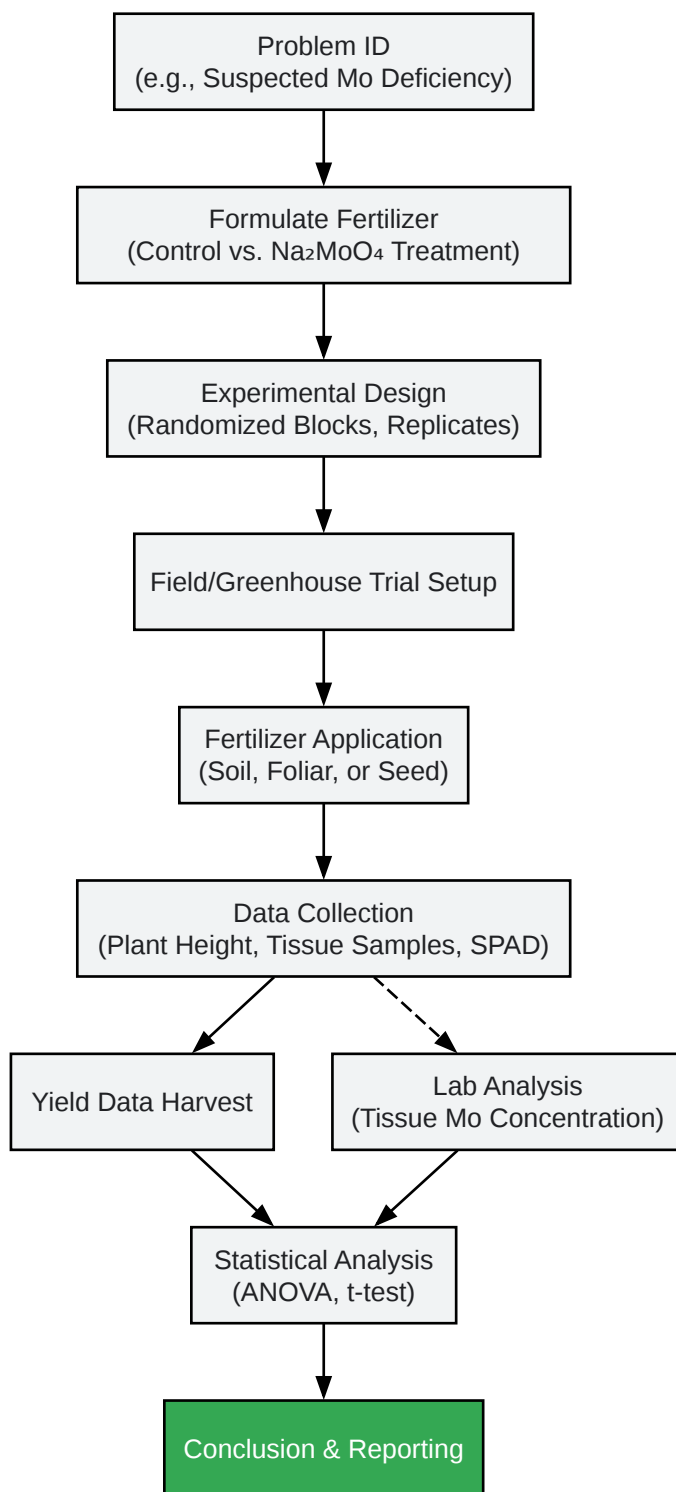 Problem ID
(e.g., Suspected Mo Deficiency)
Formulate Fertilizer
(Control vs. Na₂MoO₄ Treatment)
Experimental Design
(Randomized Blocks, Replicates)
Field/Greenhouse Trial Setup
Fertilizer Application
(Soil, Foliar, or Seed)
Data Collection
(Plant Height, Tissue Samples, SPAD)
Yield Data Harvest
Lab Analysis
(Tissue Mo Concentration)
Statistical Analysis
(ANOVA, t-test)
Conclusion & Reporting